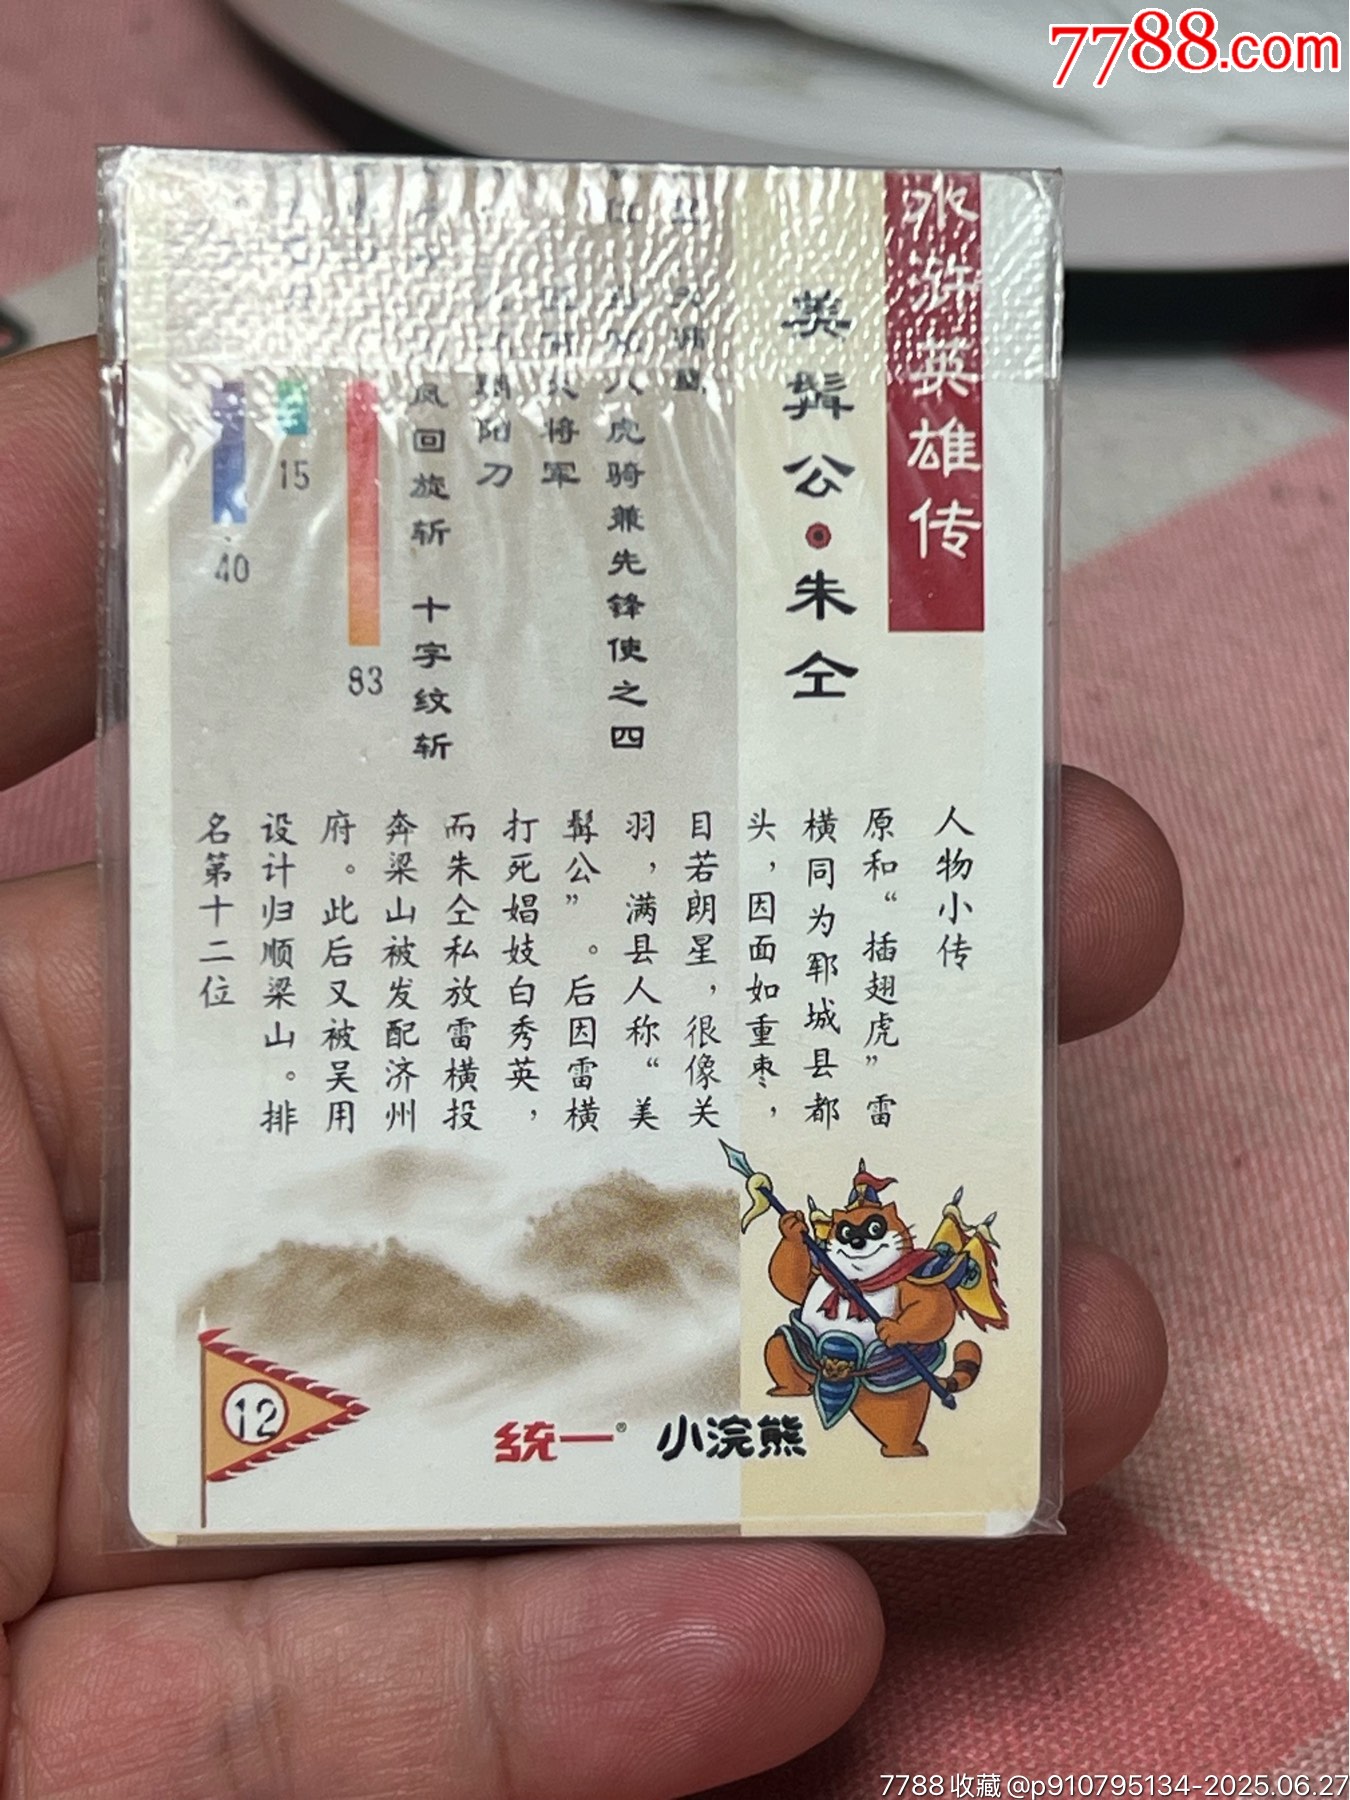 7788.com
水浒英雄传
美髯公·朱仝
虎骑兼先锋使之四
将军
阳刀
风回旋斩 十字纹斩
83
15
40
人物小传
原和“插翅虎”雷
横同为郓城县都
头，因面如重枣，
目若朗星，很像关
羽，满县人称“美
髯公”。后因雷横
打死娼妓白秀英，
而朱仝私放雷横投
奔梁山被发配济州
府。此后又被吴用
设计归顺梁山。排
名第十二位
12
统一® 小浣熊
7788收藏@p910795134-2025.06.27